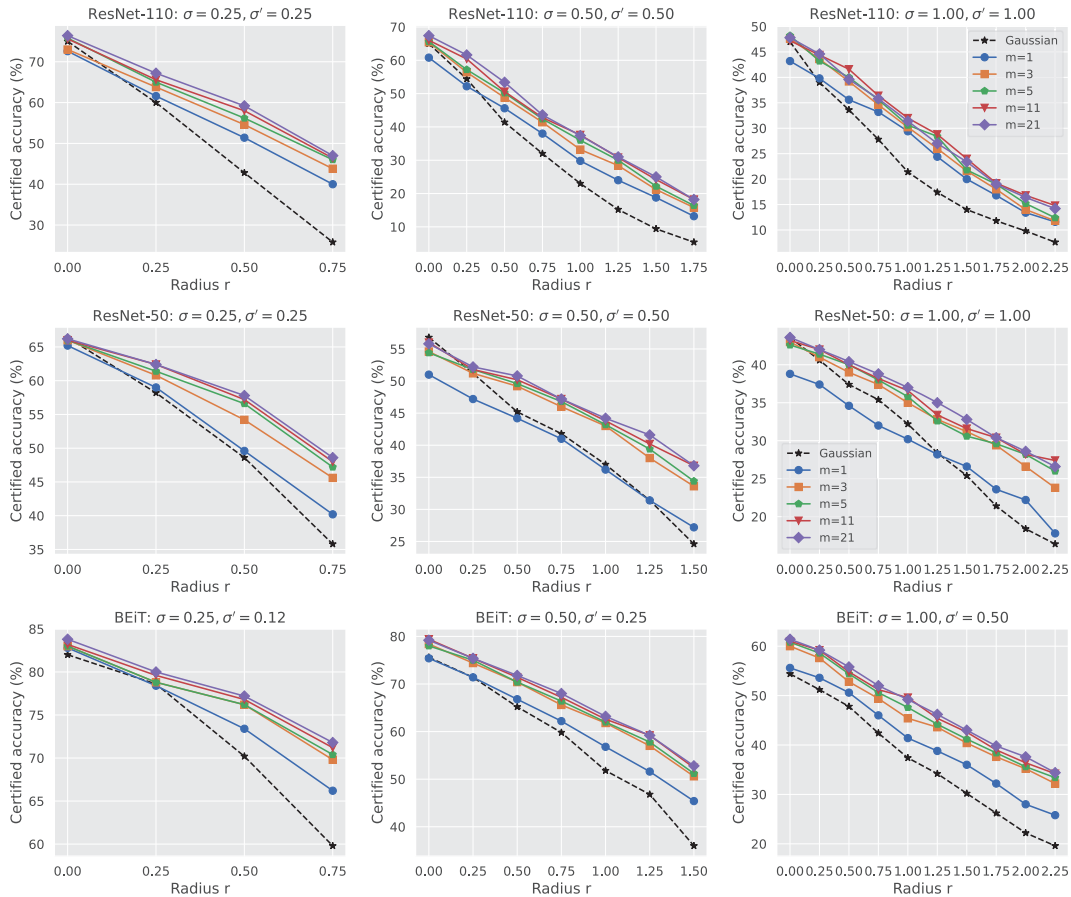 ResNet-110: σ = 0.25, σ′ = 0.25
Certified accuracy (%)
70
60
50
40
30
0.00 0.25 0.50 0.75
Radius r
ResNet-110: σ = 0.50, σ′ = 0.50
Certified accuracy (%)
70
60
50
40
30
20
10
0.00 0.25 0.50 0.75 1.00 1.25 1.50 1.75
Radius r
ResNet-110: σ = 1.00, σ′ = 1.00
Certified accuracy (%)
50
45
40
35
30
25
20
15
10
Gaussian
m=1
m=3
m=5
m=11
m=21
0.00 0.25 0.50 0.75 1.00 1.25 1.50 1.75 2.00 2.25
Radius r
ResNet-50: σ = 0.25, σ′ = 0.25
Certified accuracy (%)
65
60
55
50
45
40
35
0.00 0.25 0.50 0.75
Radius r
ResNet-50: σ = 0.50, σ′ = 0.50
Certified accuracy (%)
55
50
45
40
35
30
25
0.00 0.25 0.50 0.75 1.00 1.25 1.50
Radius r
ResNet-50: σ = 1.00, σ′ = 1.00
Certified accuracy (%)
40
35
30
25
20
Gaussian
m=1
m=3
m=5
m=11
m=21
0.00 0.25 0.50 0.75 1.00 1.25 1.50 1.75 2.00 2.25
Radius r
BEiT: σ = 0.25, σ′ = 0.12
Certified accuracy (%)
85
80
75
70
65
60
0.00 0.25 0.50 0.75
Radius r
BEiT: σ = 0.50, σ′ = 0.25
Certified accuracy (%)
80
70
60
50
40
0.00 0.25 0.50 0.75 1.00 1.25 1.50
Radius r
BEiT: σ = 1.00, σ′ = 0.50
Certified accuracy (%)
60
50
40
30
20
0.00 0.25 0.50 0.75 1.00 1.25 1.50 1.75 2.00 2.25
Radius r